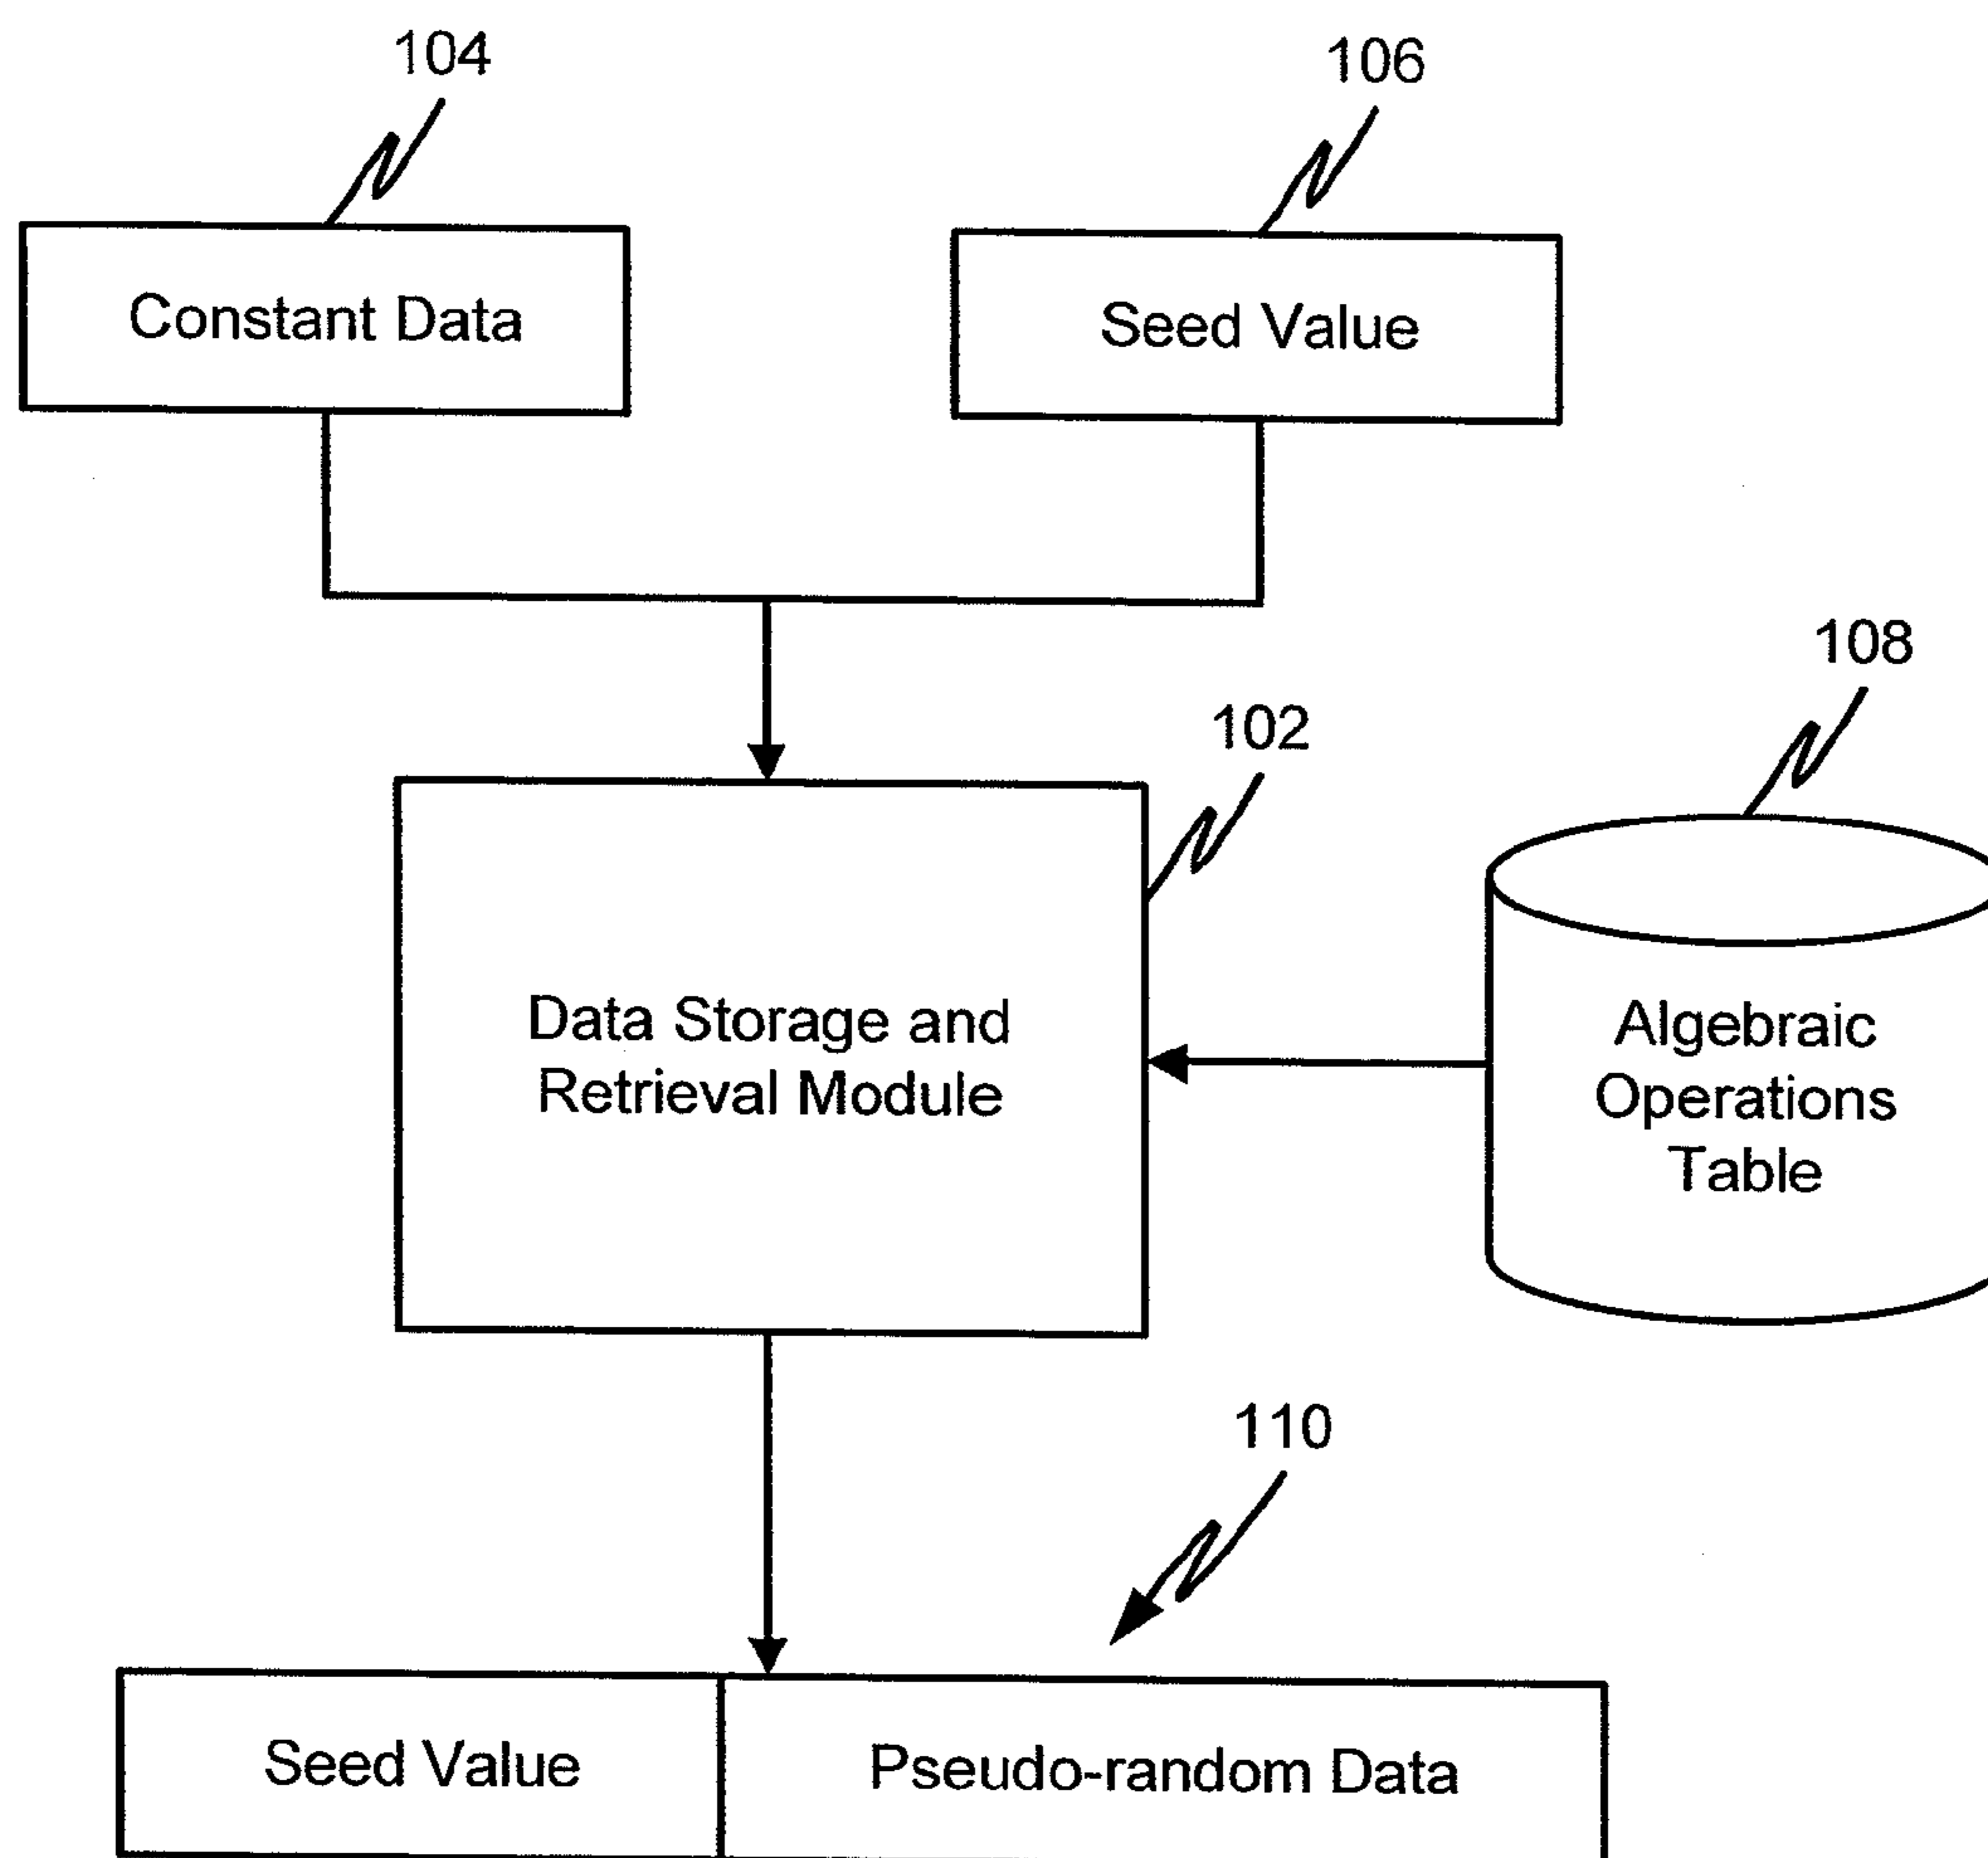 104
106
Constant Data
Seed Value
108
102
Data Storage and
Retrieval Module
Algebraic
Operations
Table
110
Seed Value
Pseudo-random Data